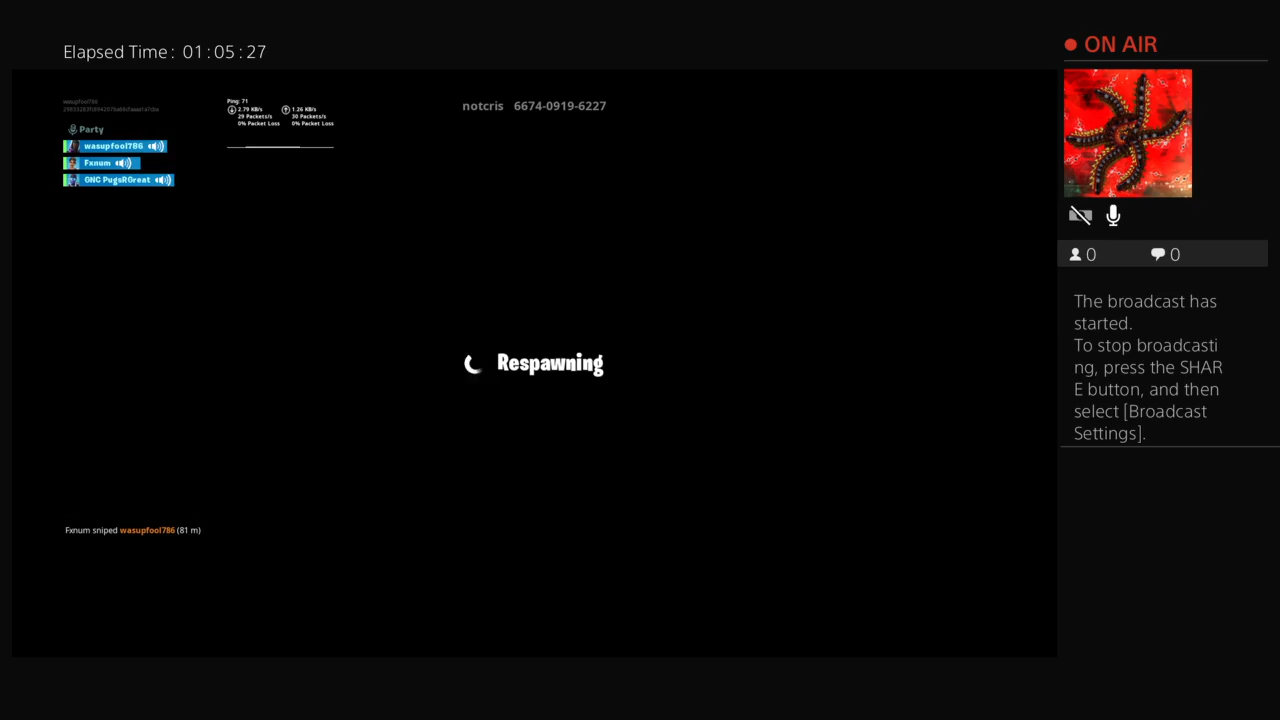 Elapsed Time: 01:05:27
ON AIR
wasupfool786
Ping: 71
2.79 KB/s
29 Packets/s
0% Packet Loss
1.26 KB/s
30 Packets/s
0% Packet Loss
notcris 6674-0919-6227
Party
wasupfool786
Fxnum
GNC PugsRGreat
0 0
The broadcast has
started.
To stop broadcasti
ng, press the SHAR
E button, and then
select [Broadcast
Settings].
Respawning
Fxnum sniped wasupfool786 (81 m)